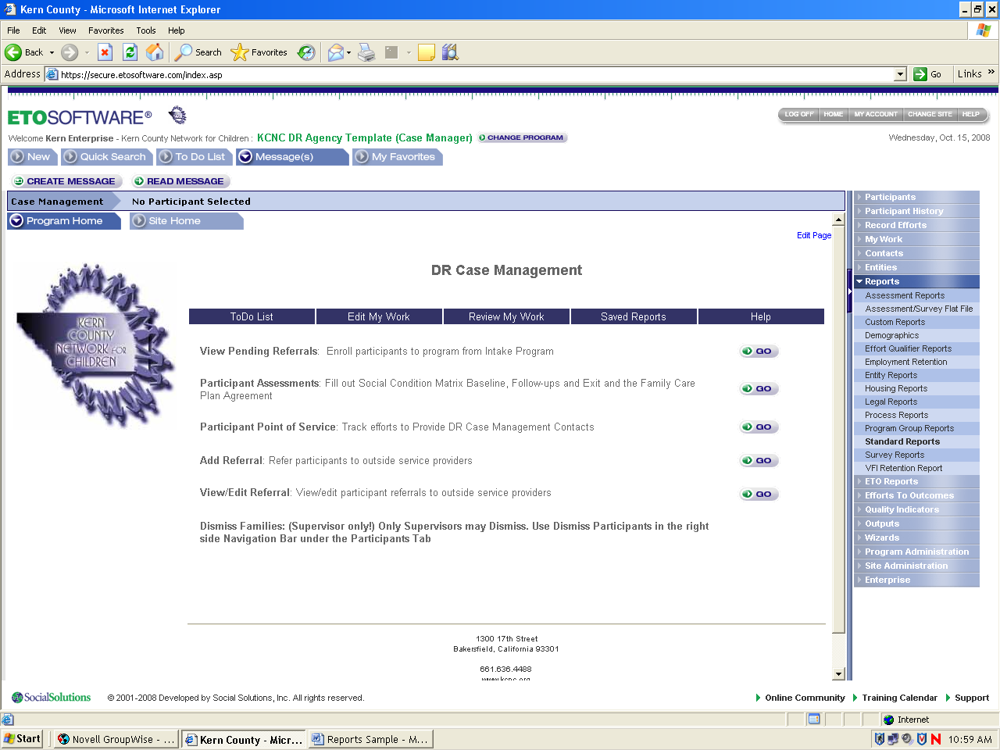 Kern County - Microsoft Internet Explorer
File Edit View Favorites Tools Help
Back Search Favorites
Address https://secure.etosoftware.com/index.asp Go Links »
ETOSOFTWARE®
LOG OFF HOME MY ACCOUNT CHANGE SITE HELP
Welcome Kern Enterprise - Kern County Network for Children : KCNC DR Agency Template (Case Manager) CHANGE PROGRAM
Wednesday, Oct. 15, 2008
New Quick Search To Do List Message(s) My Favorites
CREATE MESSAGE READ MESSAGE
Case Management No Participant Selected
Program Home Site Home
Edit Page
KERN
COUNTY
NETWORK FOR
CHILDREN
DR Case Management
ToDo List Edit My Work Review My Work Saved Reports Help
View Pending Referrals: Enroll participants to program from Intake Program GO
Participant Assessments: Fill out Social Condition Matrix Baseline, Follow-ups and Exit and the Family Care
Plan Agreement GO
Participant Point of Service: Track efforts to Provide DR Case Management Contacts GO
Add Referral: Refer participants to outside service providers GO
View/Edit Referral: View/edit participant referrals to outside service providers GO
Dismiss Families: (Supervisor only!) Only Supervisors may Dismiss. Use Dismiss Participants in the right
side Navigation Bar under the Participants Tab
1300 17th Street
Bakersfield, California 93301
661.636.4488
www.kcnc.org
Participants
Participant History
Record Efforts
My Work
Contacts
Entities
Reports
Assessment Reports
Assessment/Survey Flat File
Custom Reports
Demographics
Effort Qualifier Reports
Employment Retention
Entity Reports
Housing Reports
Legal Reports
Process Reports
Program Group Reports
Standard Reports
Survey Reports
VFI Retention Report
ETO Reports
Efforts To Outcomes
Quality Indicators
Outputs
Wizards
Program Administration
Site Administration
Enterprise
SocialSolutions © 2001-2008 Developed by Social Solutions, Inc. All rights reserved.
Online Community Training Calendar Support
Internet
Start Novell GroupWise - ... Kern County - Micr... Reports Sample - M... 10:59 AM